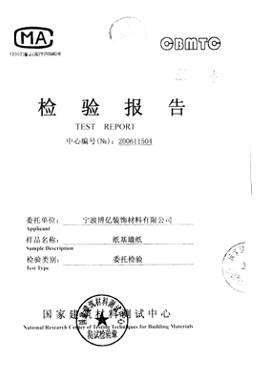 CMA
CBMTC
检验报告
TEST REPORT
中心编号(№): 200611504
委托单位: 宁波博亿装饰材料有限公司
Applicant
样品名称: 纸基墙纸
Sample Description
检验类别: 委托检验
Test Type
国家建筑材料测试中心
National Research Center of Testing Techniques for Building Materials